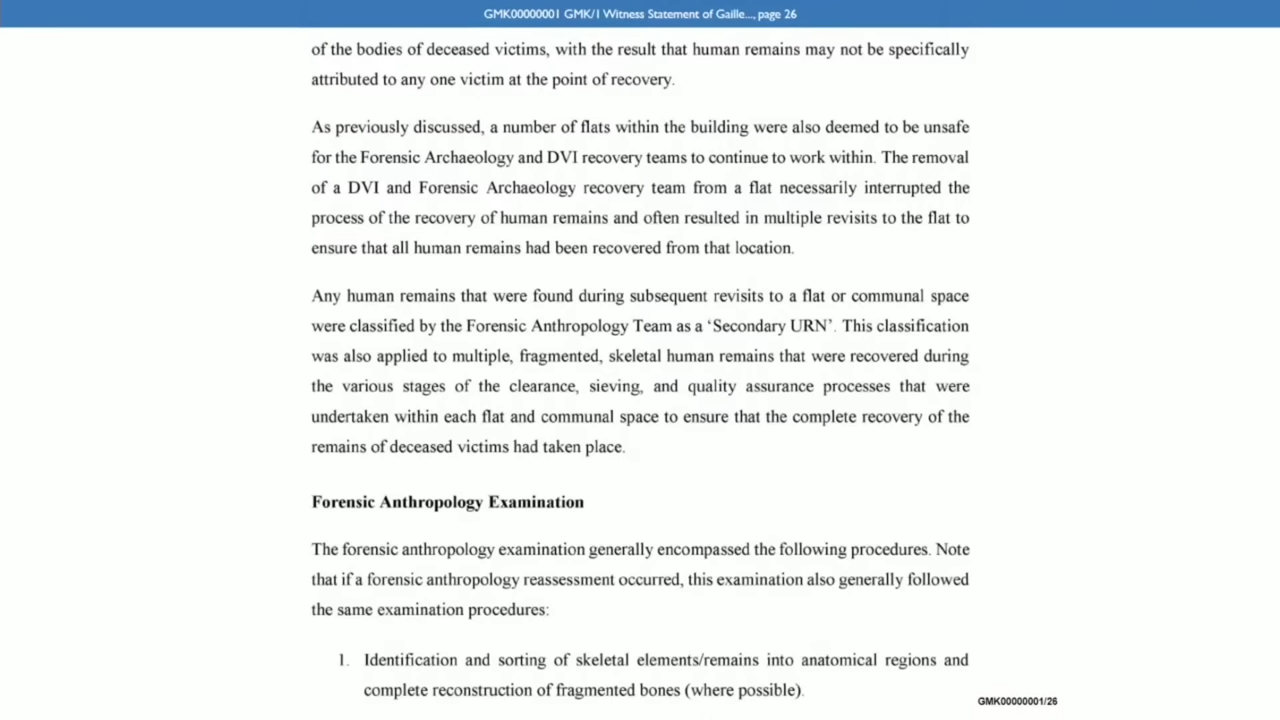 GMK00000001 GMK/1 Witness Statement of Gaille..., page 26
of the bodies of deceased victims, with the result that human remains may not be specifically
attributed to any one victim at the point of recovery.
As previously discussed, a number of flats within the building were also deemed to be unsafe
for the Forensic Archaeology and DVI recovery teams to continue to work within. The removal
of a DVI and Forensic Archaeology recovery team from a flat necessarily interrupted the
process of the recovery of human remains and often resulted in multiple revisits to the flat to
ensure that all human remains had been recovered from that location.
Any human remains that were found during subsequent revisits to a flat or communal space
were classified by the Forensic Anthropology Team as a ‘Secondary URN’. This classification
was also applied to multiple, fragmented, skeletal human remains that were recovered during
the various stages of the clearance, sieving, and quality assurance processes that were
undertaken within each flat and communal space to ensure that the complete recovery of the
remains of deceased victims had taken place.
Forensic Anthropology Examination
The forensic anthropology examination generally encompassed the following procedures. Note
that if a forensic anthropology reassessment occurred, this examination also generally followed
the same examination procedures:
1. Identification and sorting of skeletal elements/remains into anatomical regions and
complete reconstruction of fragmented bones (where possible).
GMK00000001/26